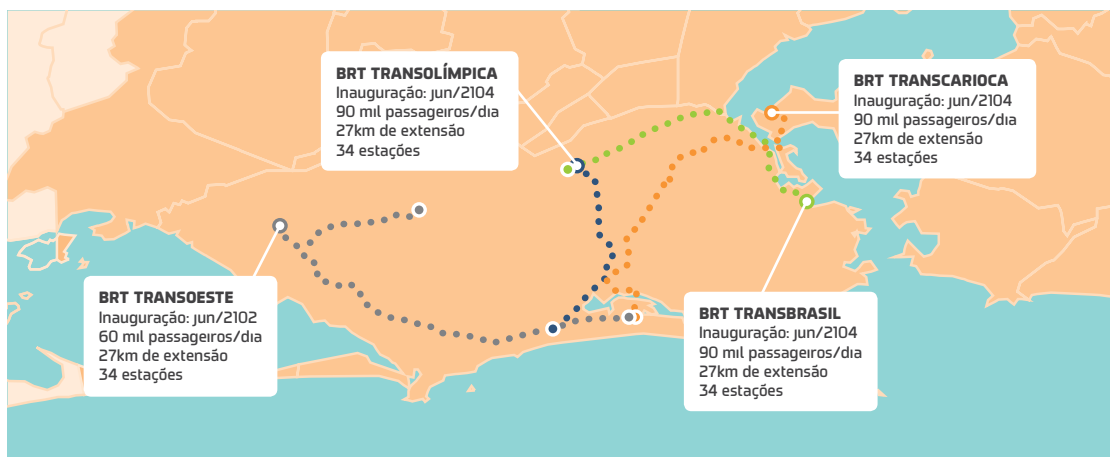 BRT TRANSOLÍMPICA
Inauguração: jun/2104
90 mil passageiros/dia
27km de extensão
34 estações
BRT TRANSCARIOCA
Inauguração: jun/2104
90 mil passageiros/dia
27km de extensão
34 estações
BRT TRANSOESTE
Inauguração: jun/2102
60 mil passageiros/dia
27km de extensão
34 estações
BRT TRANSBRASIL
Inauguração: jun/2104
90 mil passageiros/dia
27km de extensão
34 estações